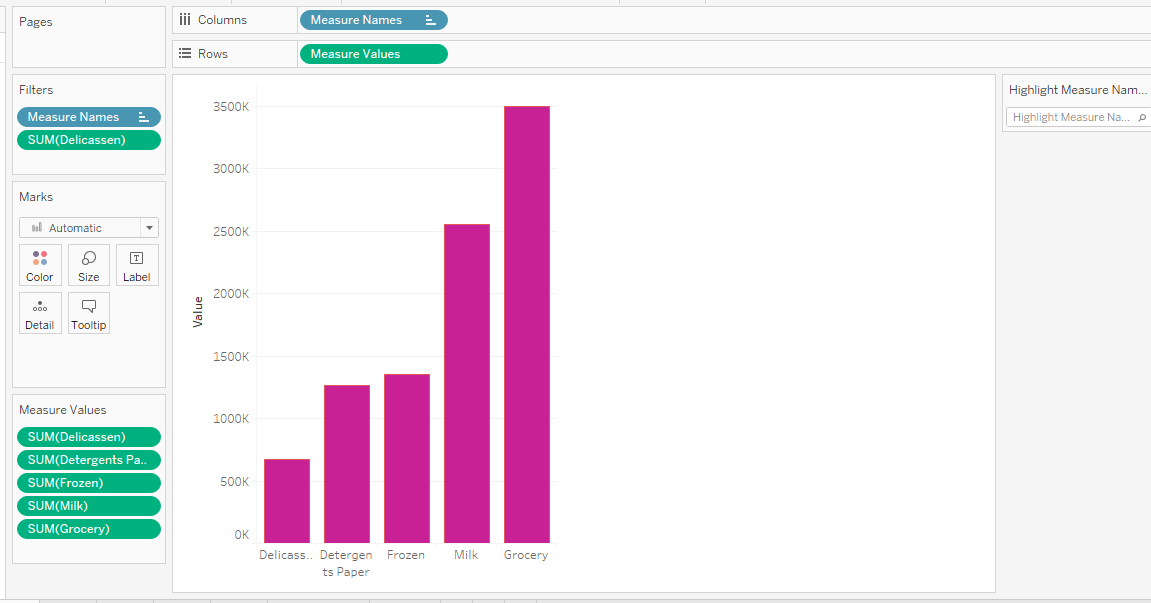 Pages
Columns
Measure Names
Rows
Measure Values
Filters
Measure Names
SUM(Delicassen)
Marks
Automatic
Color
Size
Label
Detail
Tooltip
Measure Values
SUM(Delicassen)
SUM(Detergents Pa..
SUM(Frozen)
SUM(Milk)
SUM(Grocery)
Value
3500K
3000K
2500K
2000K
1500K
1000K
500K
0K
Delicass..
Detergen
ts Paper
Frozen
Milk
Grocery
Highlight Measure Nam...
Highlight Measure Na...